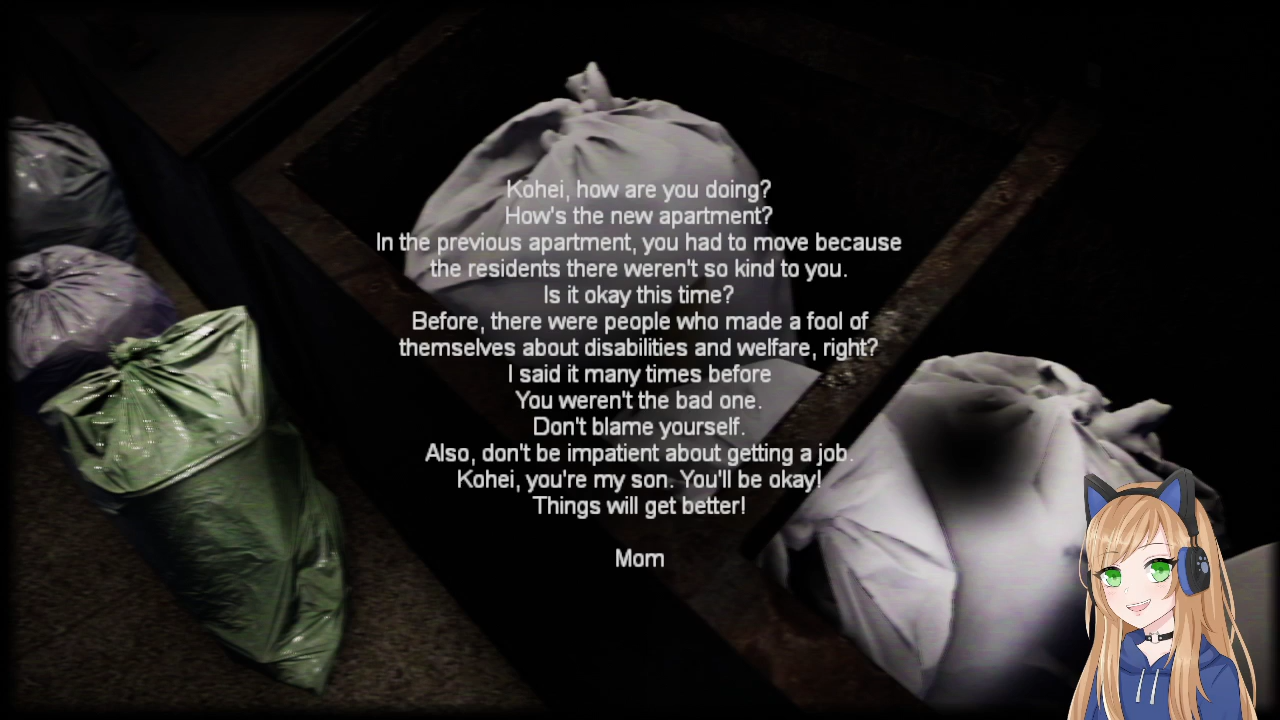 Kohei, how are you doing?
How's the new apartment?
In the previous apartment, you had to move because
the residents there weren't so kind to you.
Is it okay this time?
Before, there were people who made a fool of
themselves about disabilities and welfare, right?
I said it many times before
You weren't the bad one.
Don't blame yourself.
Also, don't be impatient about getting a job.
Kohei, you're my son. You'll be okay!
Things will get better!
Mom